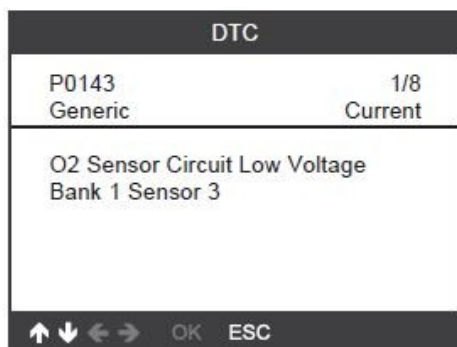 DTC
P0143 1/8
Generic Current
O2 Sensor Circuit Low Voltage
Bank 1 Sensor 3
OK ESC